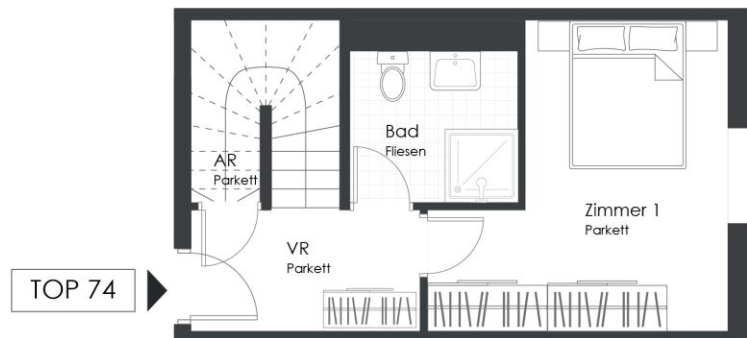 AR
Parkett
Bad
Fliesen
Zimmer 1
Parkett
VR
Parkett
TOP 74